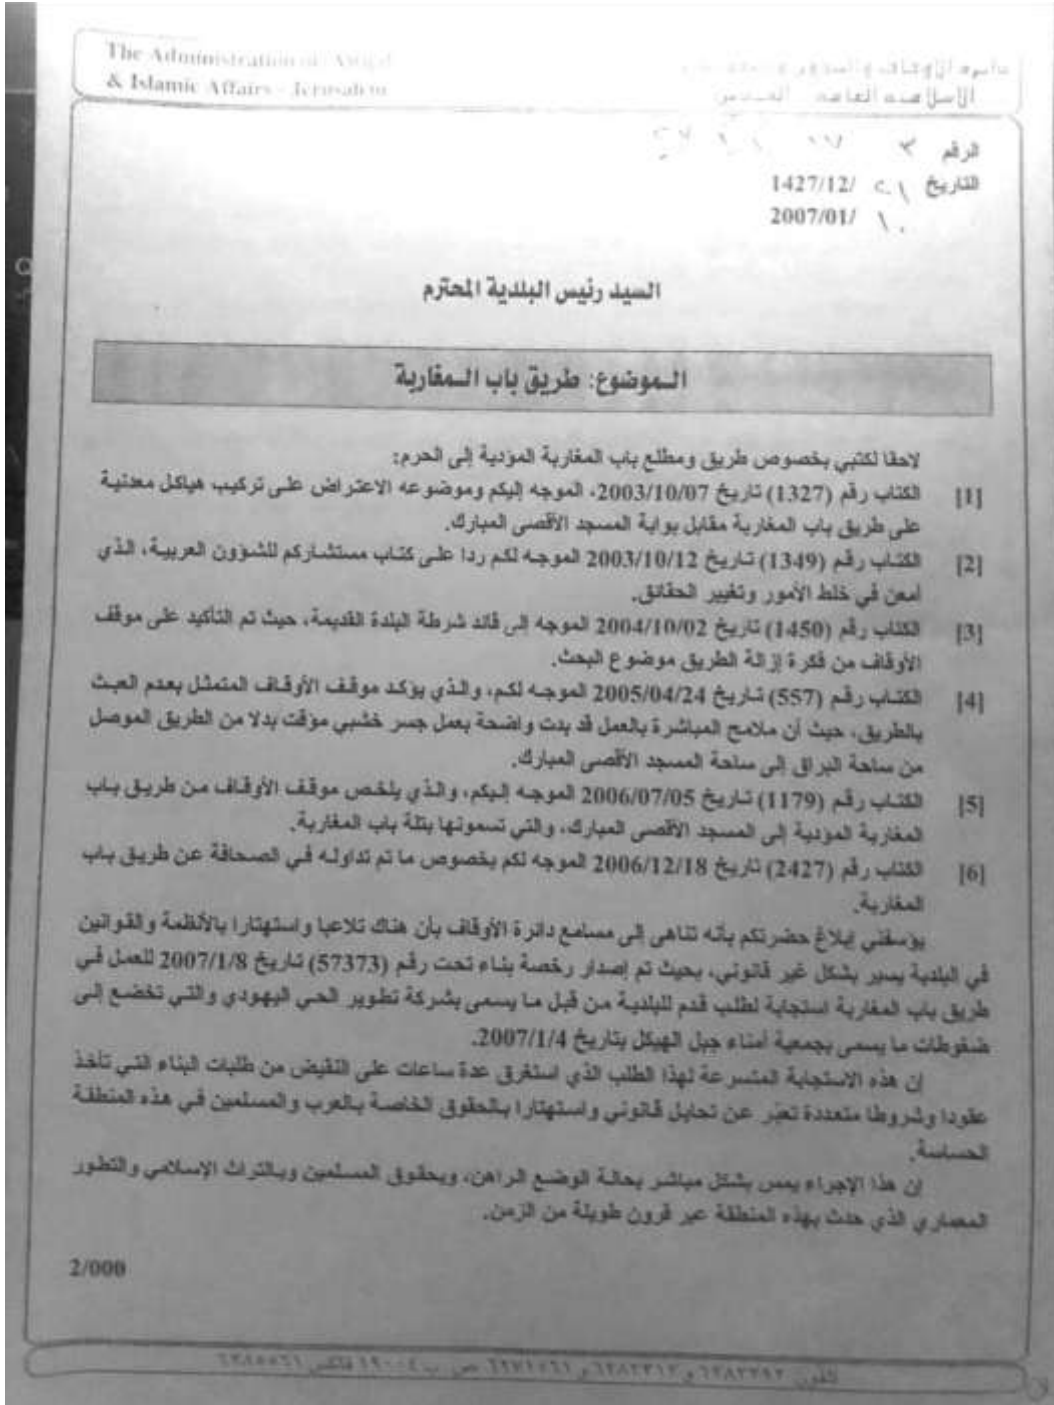 The Administration of Awqaf
& Islamic Affairs - Jerusalem
الإسلامية العامة القدس
الرقم ٣
التاريخ ٢١ /1427/12
١٠ /2007/01
السيد رئيس البلدية المحترم
الـموضوع: طريق باب الـمغاربة
لاحقا لكتبي بخصوص طريق ومطلع باب المغاربة المؤدية إلى الحرم:
[1] الكتاب رقم (1327) تاريخ 2003/10/07، الموجه إليكم وموضوعه الاعتراض على تركيب هياكل معدنية
على طريق باب المغاربة مقابل بوابة المسجد الأقصى المبارك.
[2] الكتاب رقم (1349) تاريخ 2003/10/12 الموجه لكم ردا على كتاب مستشاركم للشؤون العربية، الذي
أمعن في خلط الأمور وتغيير الحقائق.
[3] الكتاب رقم (1450) تاريخ 2004/10/02 الموجه إلى قائد شرطة البلدة القديمة، حيث تم التأكيد على موقف
الأوقاف من فكرة إزالة الطريق موضوع البحث.
[4] الكتاب رقم (557) تاريخ 2005/04/24 الموجه لكم، والذي يؤكد موقف الأوقاف المتمثل بعدم العبث
بالطريق، حيث أن ملامح المباشرة بالعمل قد بدت واضحة بعمل جسر خشبي مؤقت بدلا من الطريق الموصل
من ساحة البراق إلى ساحة المسجد الأقصى المبارك.
[5] الكتاب رقم (1179) تاريخ 2006/07/05 الموجه إليكم، والذي يلخص موقف الأوقاف من طريق باب
المغاربة المؤدية إلى المسجد الأقصى المبارك، والتي تسمونها بتلة باب المغاربة.
[6] الكتاب رقم (2427) تاريخ 2006/12/18 الموجه لكم بخصوص ما تم تداوله في الصحافة عن طريق باب
المغاربة.
يؤسفني إبلاغ حضرتكم بأنه تناهى إلى مسامع دائرة الأوقاف بأن هناك تلاعبا واستهتارا بالأنظمة والقوانين
في البلدية يسير بشكل غير قانوني، بحيث تم إصدار رخصة بناء تحت رقم (57373) تاريخ 2007/1/8 للعمل في
طريق باب المغاربة استجابة لطلب قدم للبلدية من قبل ما يسمى بشركة تطوير الحي اليهودي والتي تخضع إلى
ضغوطات ما يسمى بجمعية أمناء جبل الهيكل بتاريخ 2007/1/4.
إن هذه الاستجابة المتسرعة لهذا الطلب الذي استغرق عدة ساعات على النقيض من طلبات البناء التي تأخذ
عقودا وشروطا متعددة تعبّر عن تحايل قانوني واستهتارا بالحقوق الخاصة بالعرب والمسلمين في هذه المنطقة
الحساسة.
إن هذا الإجراء يمس بشكل مباشر بحالة الوضع الراهن، وبحقوق المسلمين وبالتراث الإسلامي والتطور
المعماري الذي حدث بهذه المنطقة عبر قرون طويلة من الزمن.
2/000